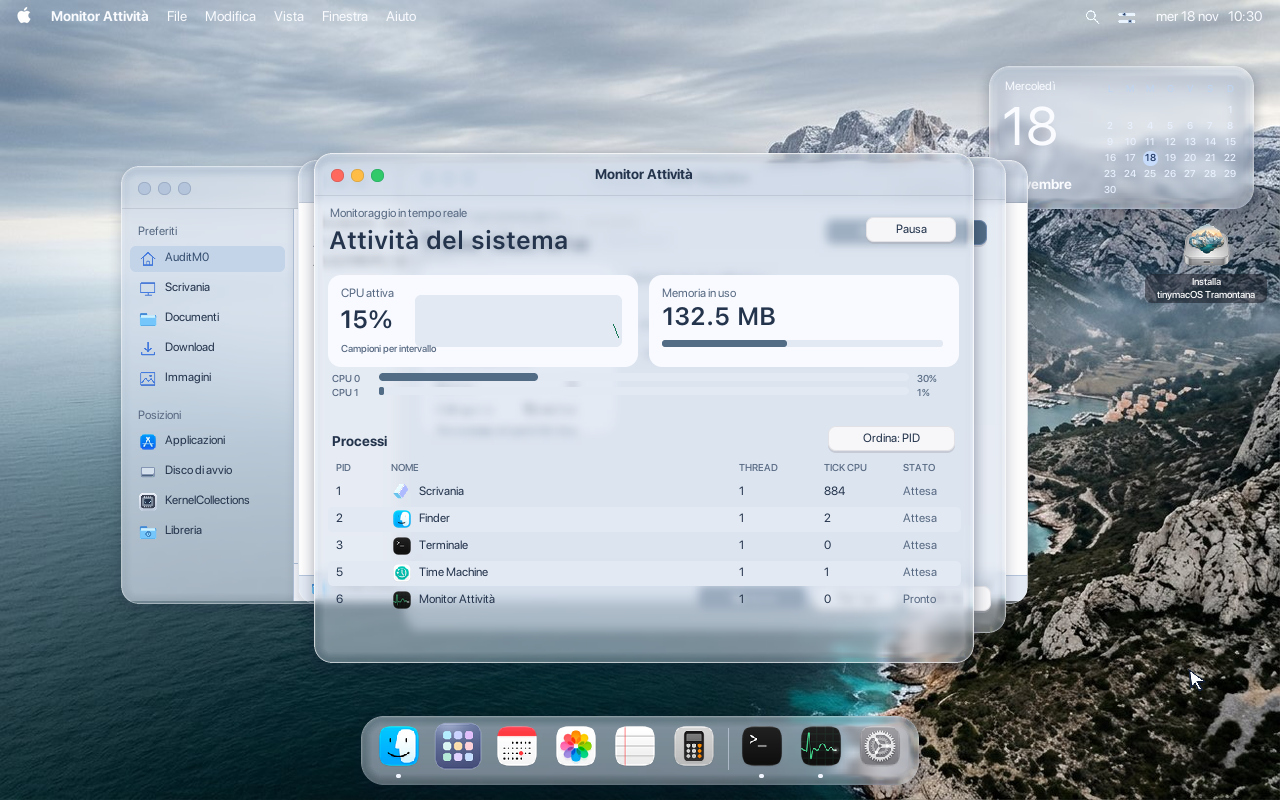 Monitor Attività File Modifica Vista Finestra Aiuto
mer 18 nov 10:30
Mercoledì
18
1
2 3 4 5 6 7 8
9 10 11 12 13 14 15
16 17 18 19 20 21 22
23 24 25 26 27 28 29
30
vembre
Installa
tinymacOS Tramontana
Preferiti
AuditM0
Scrivania
Documenti
Download
Immagini
Posizioni
Applicazioni
Disco di avvio
KernelCollections
Libreria
Monitor Attività
Monitoraggio in tempo reale
Attività del sistema
Pausa
CPU attiva
15%
Campioni per intervallo
Memoria in uso
132.5 MB
CPU 0 30%
CPU 1 1%
Processi
Ordina: PID
PID NOME THREAD TICK CPU STATO
1 Scrivania 1 884 Attesa
2 Finder 1 2 Attesa
3 Terminale 1 0 Attesa
5 Time Machine 1 1 Attesa
6 Monitor Attività 1 0 Pronto